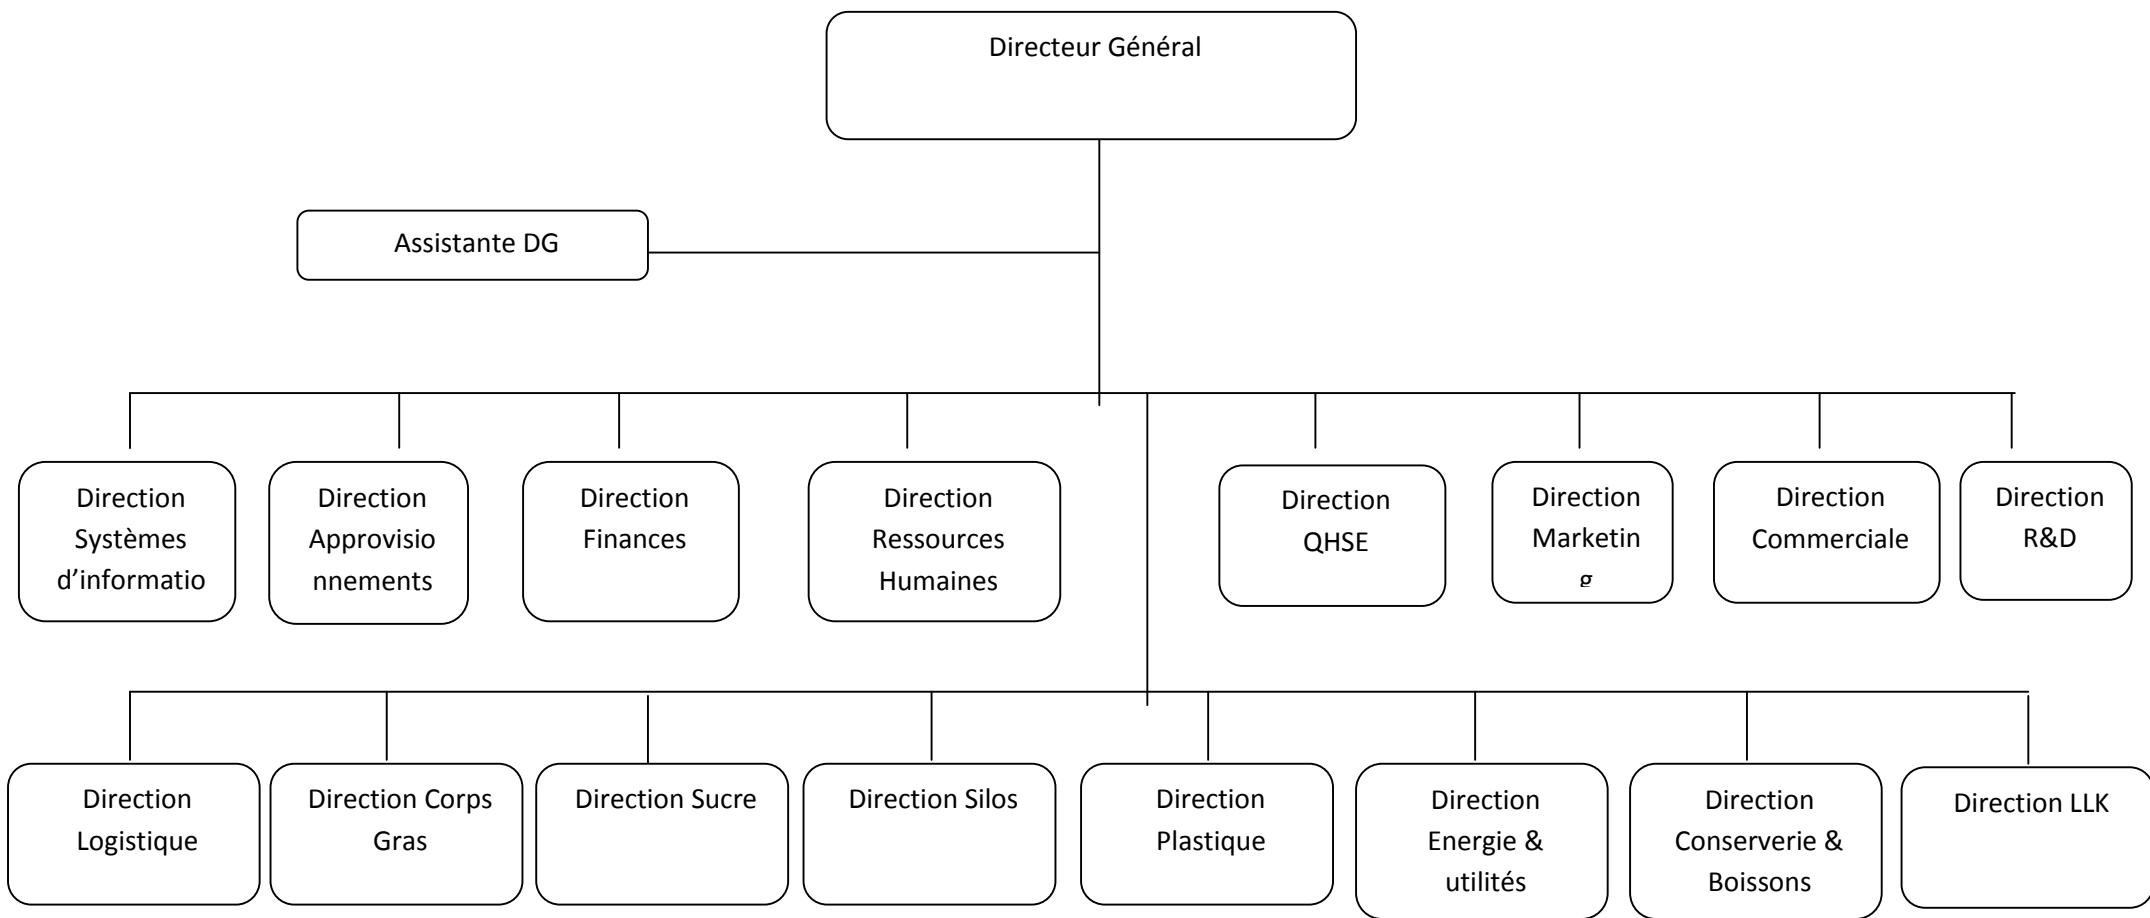 Directeur Général
Assistante DG
Direction
Systèmes
d’informatio
Direction
Approvisio
nnements
Direction
Finances
Direction
Ressources
Humaines
Direction
QHSE
Direction
Marketin
g
Direction
Commerciale
Direction
R&D
Direction
Logistique
Direction Corps
Gras
Direction Sucre
Direction Silos
Direction
Plastique
Direction
Energie &
utilités
Direction
Conserverie &
Boissons
Direction LLK